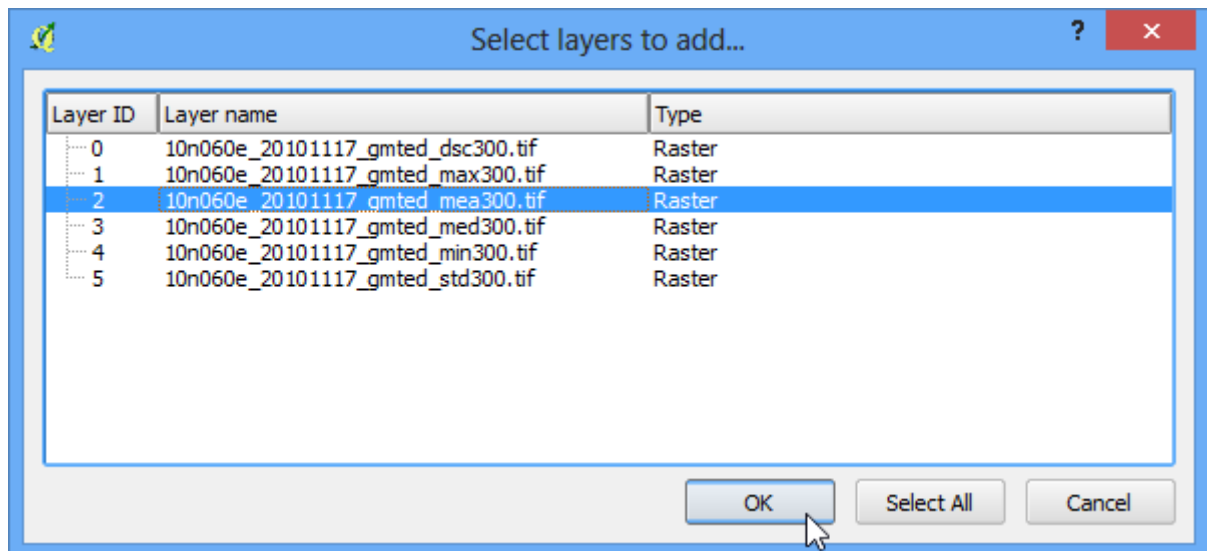 Select layers to add...
?
Layer ID Layer name Type
0 10n060e_20101117_gmted_dsc300.tif Raster
1 10n060e_20101117_gmted_max300.tif Raster
2 10n060e_20101117_gmted_mea300.tif Raster
3 10n060e_20101117_gmted_med300.tif Raster
4 10n060e_20101117_gmted_min300.tif Raster
5 10n060e_20101117_gmted_std300.tif Raster
OK Select All Cancel